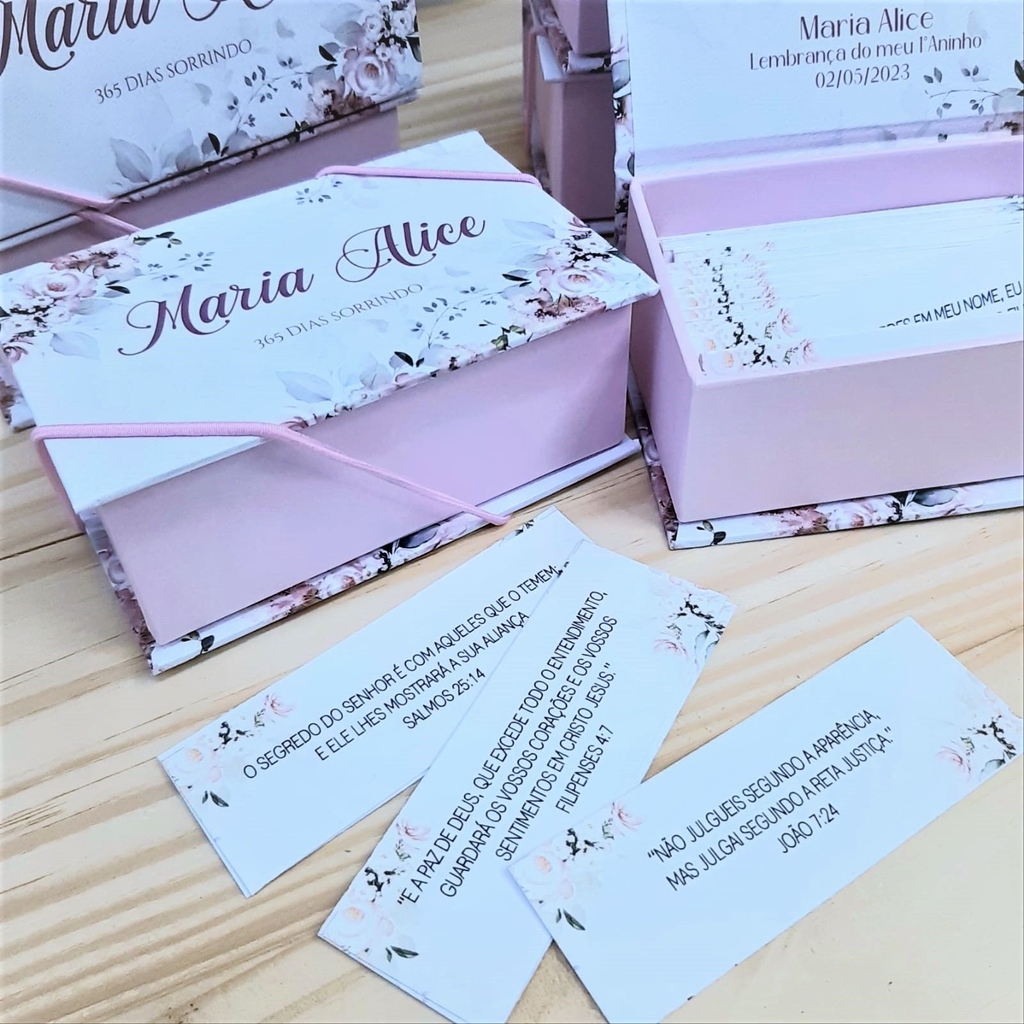 Maria
365 DIAS SORRINDO
Maria Alice
Lembrança do meu 1ºAninho
02/05/2023
Maria Alice
365 DIAS SORRINDO
EM MEU NOME, EU
O SEGREDO DO SENHOR É COM AQUELES QUE O TEMEM;
E ELE LHES MOSTRARÁ A SUA ALIANÇA.
SALMOS 25:14
"E A PAZ DE DEUS, QUE EXCEDE TODO O ENTENDIMENTO,
GUARDARÁ OS VOSSOS CORAÇÕES E OS VOSSOS
SENTIMENTOS EM CRISTO JESUS."
FILIPENSES 4:7
"NÃO JULGUEIS SEGUNDO A APARÊNCIA,
MAS JULGAI SEGUNDO A RETA JUSTIÇA."
JOÃO 7:24